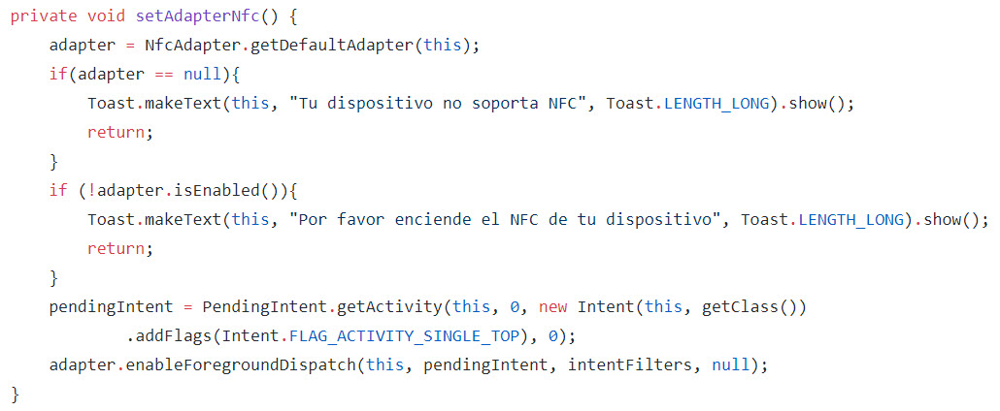 private void setAdapterNfc() {
    adapter = NfcAdapter.getDefaultAdapter(this);
    if(adapter == null){
        Toast.makeText(this, "Tu dispositivo no soporta NFC", Toast.LENGTH_LONG).show();
        return;
    }
    if (!adapter.isEnabled()){
        Toast.makeText(this, "Por favor enciende el NFC de tu dispositivo", Toast.LENGTH_LONG).show();
        return;
    }
    pendingIntent = PendingIntent.getActivity(this, 0, new Intent(this, getClass())
            .addFlags(Intent.FLAG_ACTIVITY_SINGLE_TOP), 0);
    adapter.enableForegroundDispatch(this, pendingIntent, intentFilters, null);
}